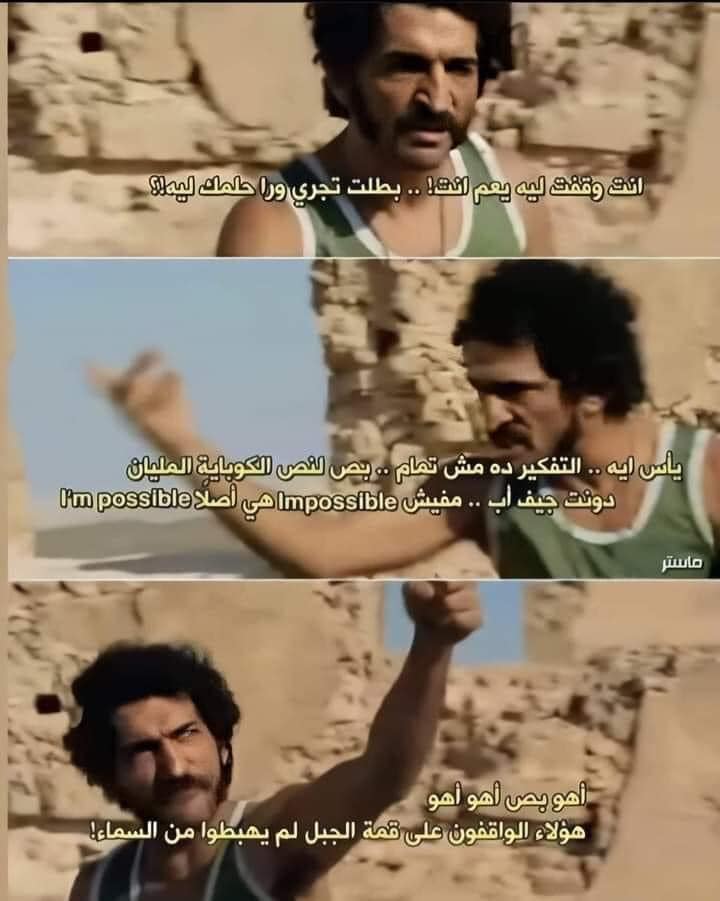 انت وقفت ليه يعم انت! .. بطلت تجري ورا حلمك ليه!؟
يأس ايه .. التفكير ده مش تمام .. بص لنص الكوباية المليان
دونت جيف أب .. مفيش Impossible هي أصلًا I'm possible
ماستر
أهو بص أهو أهو
هؤلاء الواقفون على قمة الجبل لم يهبطوا من السماء!